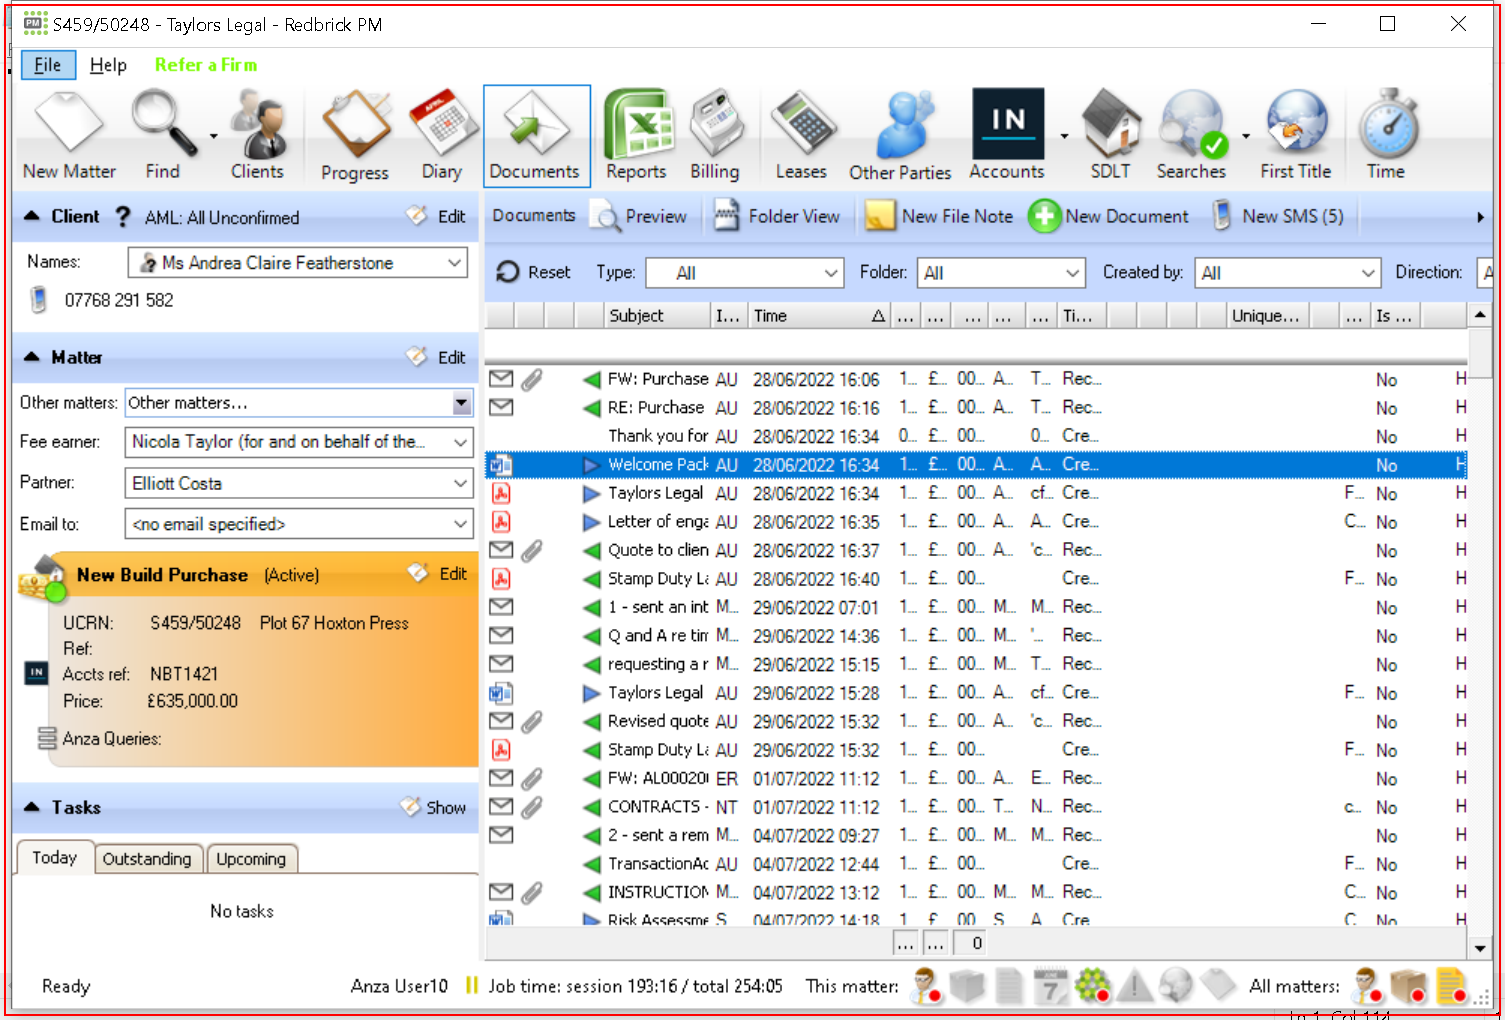 S459/50248 - Taylors Legal - Redbrick PM
File Help Refer a Firm
New Matter Find Clients Progress Diary Documents Reports Billing Leases Other Parties Accounts SDLT Searches First Title Time
Client ? AML: All Unconfirmed Edit
Names: Ms Andrea Claire Featherstone
07768 291 582
Matter Edit
Other matters: Other matters...
Fee earner: Nicola Taylor (for and on behalf of the...
Partner: Elliott Costa
Email to: <no email specified>
New Build Purchase (Active) Edit
UCRN: S459/50248 Plot 67 Hoxton Press
Ref:
IN Accts ref: NBT1421
Price: £635,000.00
Anza Queries:
Tasks Show
Today Outstanding Upcoming
No tasks
Documents Preview Folder View New File Note New Document New SMS (5)
Reset Type: All Folder: All Created by: All Direction: A
Subject I... Time ... ... ... ... ... Ti... Unique... ... Is ...
FW: Purchase AU 28/06/2022 16:06 1... £... 00... A... T... Rec... No H
RE: Purchase AU 28/06/2022 16:16 1... £... 00... A... T... Rec... No H
Thank you for AU 28/06/2022 16:34 0... £... 00... 0... Cre... No H
Welcome Pack AU 28/06/2022 16:34 1... £... 00... A... A... Cre... No H
Taylors Legal AU 28/06/2022 16:34 1... £... 00... A... cf... Cre... F... No H
Letter of enga AU 28/06/2022 16:35 1... £... 00... A... A... Cre... C... No H
Quote to clien AU 28/06/2022 16:37 1... £... 00... A... 'c... Rec... No H
Stamp Duty La AU 28/06/2022 16:40 1... £... 00... Cre... F... No H
1 - sent an int M... 29/06/2022 07:01 1... £... 00... M... M... Rec... No H
Q and A re tim M... 29/06/2022 14:36 1... £... 00... M... '... Rec... No H
requesting a r M... 29/06/2022 15:15 1... £... 00... M... T... Rec... No H
Taylors Legal AU 29/06/2022 15:28 1... £... 00... A... cf... Cre... F... No H
Revised quote AU 29/06/2022 15:32 1... £... 00... A... 'c... Rec... No H
Stamp Duty La AU 29/06/2022 15:32 1... £... 00... Cre... F... No H
FW: AL000200 ER 01/07/2022 11:12 1... £... 00... A... E... Rec... No H
CONTRACTS - NT 01/07/2022 11:12 1... £... 00... T... N... Rec... c... No H
2 - sent a rem M... 04/07/2022 09:27 1... £... 00... M... M... Rec... No H
TransactionAc AU 04/07/2022 12:44 1... £... 00... Cre... F... No H
INSTRUCTION M... 04/07/2022 13:12 1... £... 00... M... M... Rec... C... No H
Risk Assessme S 04/07/2022 14:18 1 £ 00 S A Cre C No H
... ... 0
Ready Anza User10 Job time: session 193:16 / total 254:05 This matter: All matters: